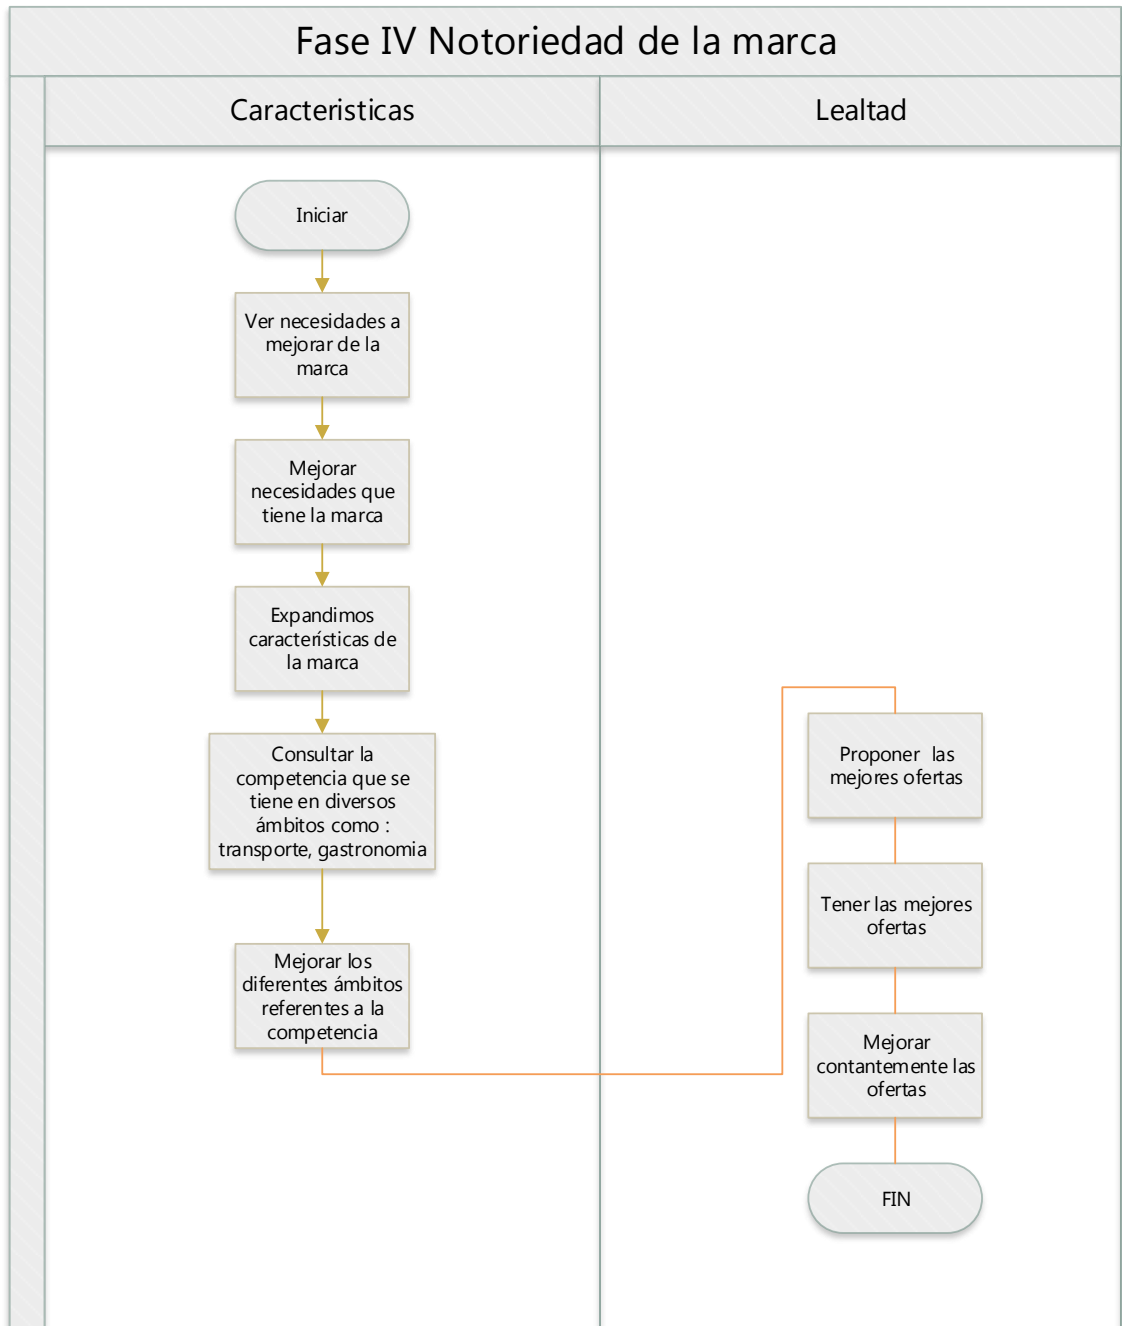 Fase IV Notoriedad de la marca
Caracteristicas
Lealtad
Iniciar
Ver necesidades a
mejorar de la
marca
Mejorar
necesidades que
tiene la marca
Expandimos
característícas de
la marca
Consultar la
competencia que se
tiene en diversos
ámbitos como :
transporte, gastronomia
Mejorar los
diferentes ámbitos
referentes a la
competencia
Proponer  las
mejores ofertas
Tener las mejores
ofertas
Mejorar
contantemente las
ofertas
FIN